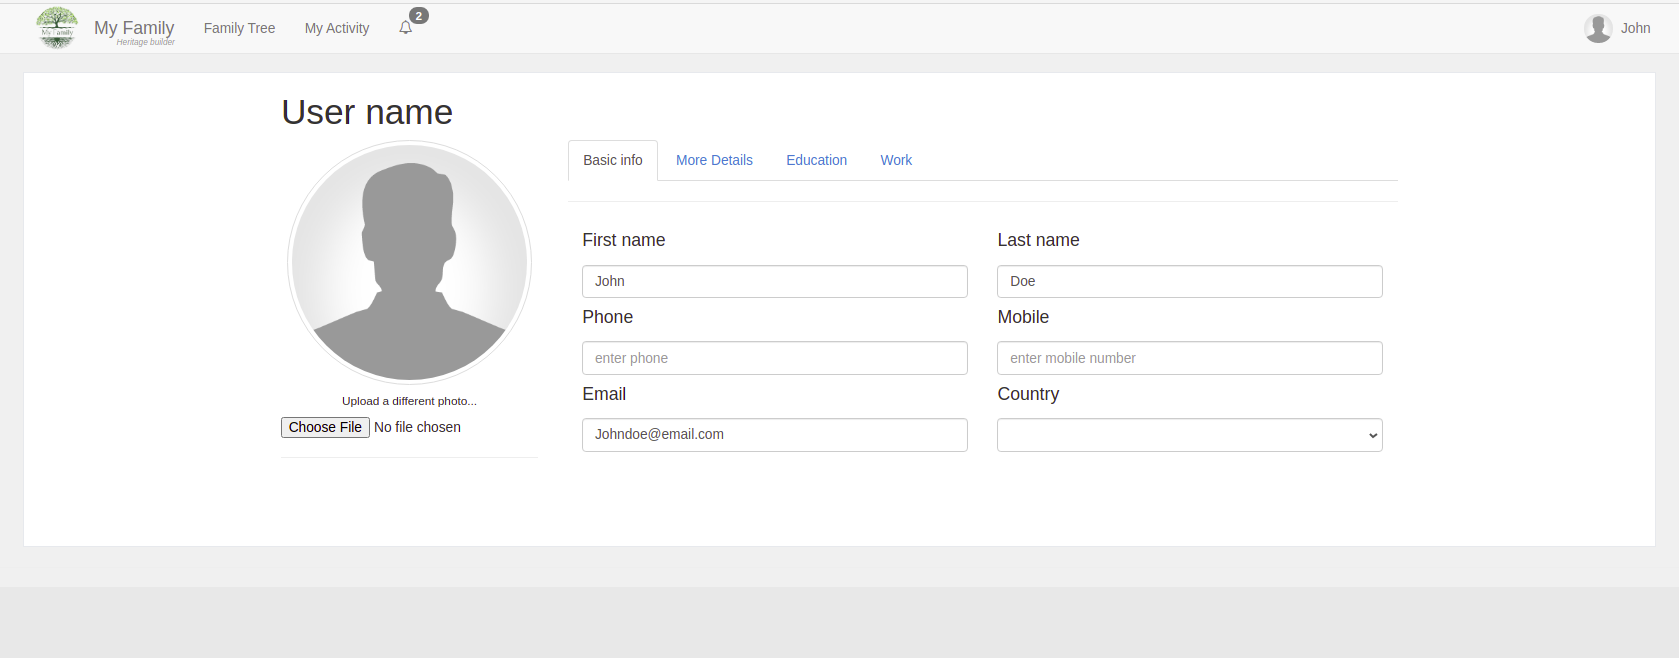 My Family
My Family
Heritage builder
Family Tree
My Activity
2
John
User name
Basic info
More Details
Education
Work
First name
Last name
John
Doe
Phone
Mobile
enter phone
enter mobile number
Email
Country
Johndoe@email.com
Upload a different photo...
Choose File No file chosen